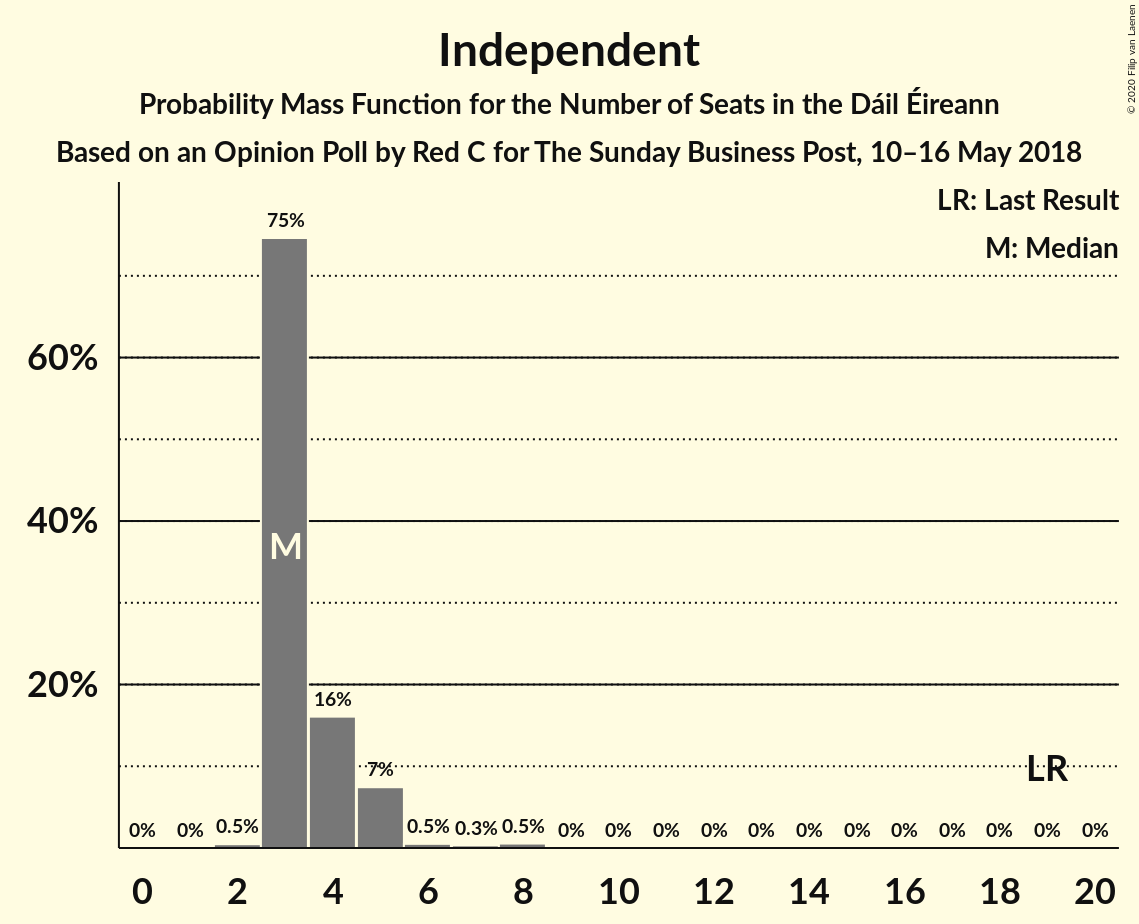 Independent
Probability Mass Function for the Number of Seats in the Dáil Éireann
Based on an Opinion Poll by Red C for The Sunday Business Post, 10–16 May 2018
© 2020 Filip van Laenen
LR: Last Result
M: Median
75%
60%
40%
M
20%
16%
7%
LR
0% 0% 0.5% 0.5% 0.3% 0.5% 0% 0% 0% 0% 0% 0% 0% 0% 0% 0% 0% 0%
0 2 4 6 8 10 12 14 16 18 20